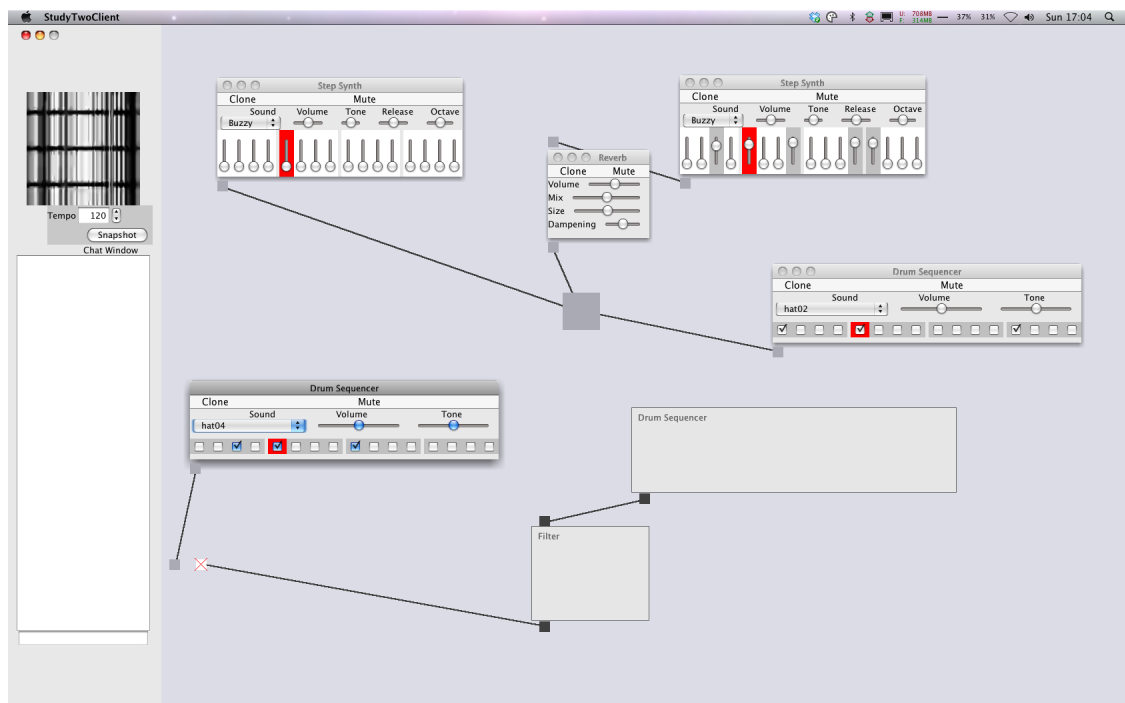 StudyTwoClient
U: 708MB
F: 314MB
37% 31%
Sun 17:04
Tempo 120
Snapshot
Chat Window
Step Synth
Clone Mute
Sound Volume Tone Release Octave
Buzzy
Step Synth
Clone Mute
Sound Volume Tone Release Octave
Buzzy
Reverb
Clone Mute
Volume
Mix
Size
Dampening
Drum Sequencer
Clone Mute
Sound Volume Tone
hat02
Drum Sequencer
Clone Mute
Sound Volume Tone
hat04
Drum Sequencer
Filter